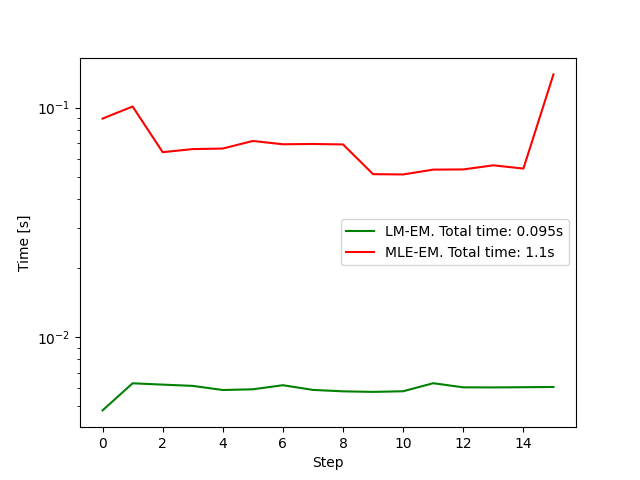 10⁻¹
Time [s]
LM-EM. Total time: 0.095s
MLE-EM. Total time: 1.1s
10⁻²
0 2 4 6 8 10 12 14
Step